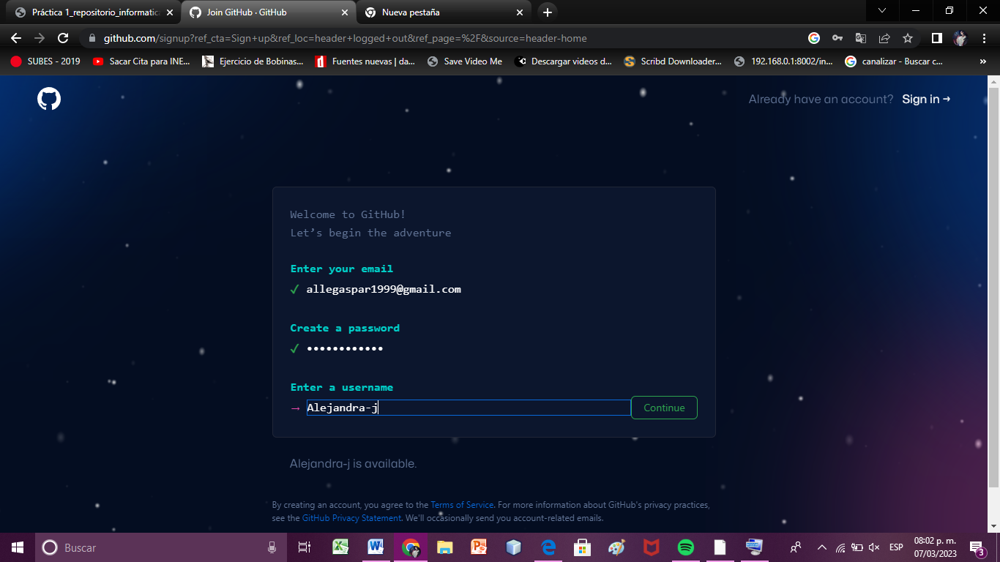 Práctica 1_repositorio_informatica
Join GitHub · GitHub
Nueva pestaña
github.com/signup?ref_cta=Sign+up&ref_loc=header+logged+out&ref_page=%2F&source=header-home
SUBES - 2019
Sacar Cita para INE...
Ejercicio de Bobinas...
Fuentes nuevas | da...
Save Video Me
Descargar videos d...
Scribd Downloader...
192.168.0.1:8002/in...
canalizar - Buscar c...
»
Already have an account? Sign in →
Welcome to GitHub!
Let’s begin the adventure
Enter your email
✓ allegaspar1999@gmail.com
Create a password
✓ ••••••••••••
Enter a username
→ Alejandra-j
Continue
Alejandra-j is available.
By creating an account, you agree to the Terms of Service. For more information about GitHub's privacy practices,
see the GitHub Privacy Statement. We'll occasionally send you account-related emails.
Buscar
ESP
08:02 p. m.
07/03/2023
3